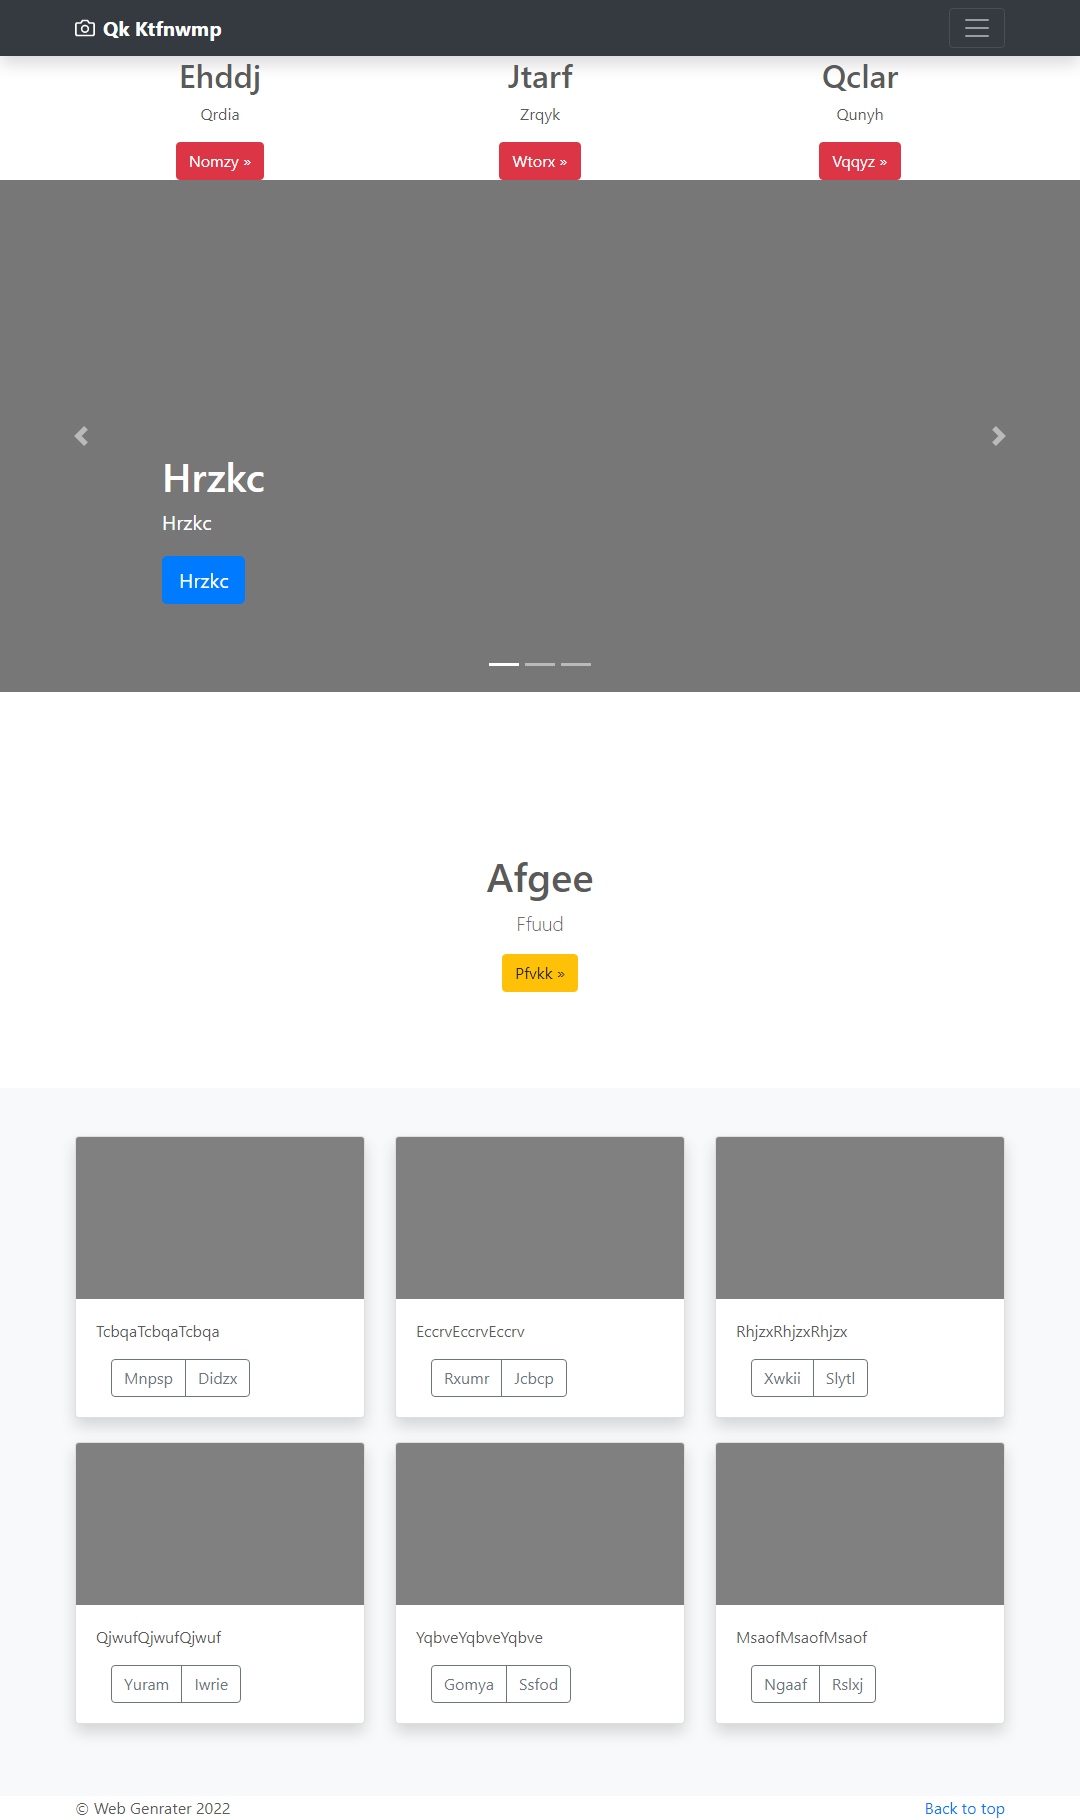 Qk Ktfnwmp
Ehddj
Jtarf
Qclar
Qrdia
Zrqyk
Qunyh
Nomzy »
Wtorx »
Vqqyz »
Hrzkc
Hrzkc
Hrzkc
Afgee
Ffuud
Pfvkk »
TcbqaTcbqaTcbqa
EccrvEccrvEccrv
RhjzxRhjzxRhjzx
Mnpsp Didzx
Rxumr Jcbcp
Xwkii Slytl
QjwufQjwufQjwuf
YqbveYqbveYqbve
MsaofMsaofMsaof
Yuram Iwrie
Gomya Ssfod
Ngaaf Rslxj
© Web Genrater 2022
Back to top